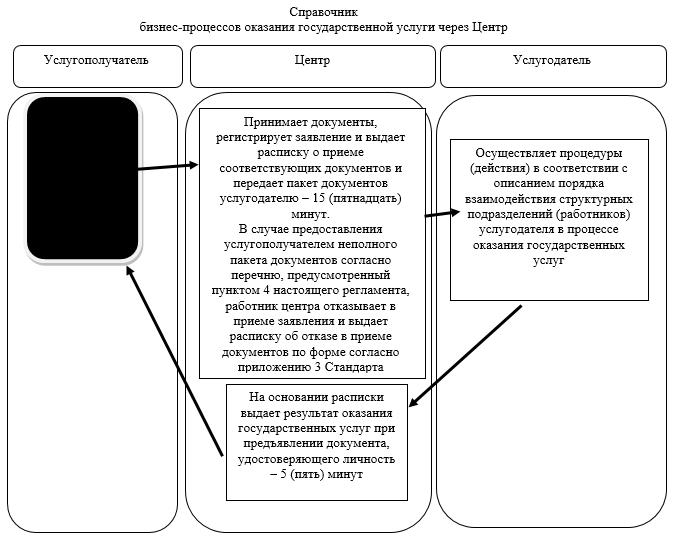 Справочник
бизнес-процессов оказания государственной услуги через Центр
Услугополучатель
Центр
Услугодатель
Принимает документы,
регистрирует заявление и выдает
расписку о приеме
соответствующих документов и
передает пакет документов
услугодателю – 15 (пятнадцать)
минут.
В случае предоставления
услугополучателем неполного
пакета документов согласно
перечню, предусмотренный
пунктом 4 настоящего регламента,
работник центра отказывает в
приеме заявления и выдает
расписку об отказе в приеме
документов по форме согласно
приложению 3 Стандарта
Осуществляет процедуры
(действия) в соответствии с
описанием порядка
взаимодействия структурных
подразделений (работников)
услугодателя в процессе
оказания государственных
услуг
На основании расписки
выдает результат оказания
государственных услуг при
предъявлении документа,
удостоверяющего личность
– 5 (пять) минут